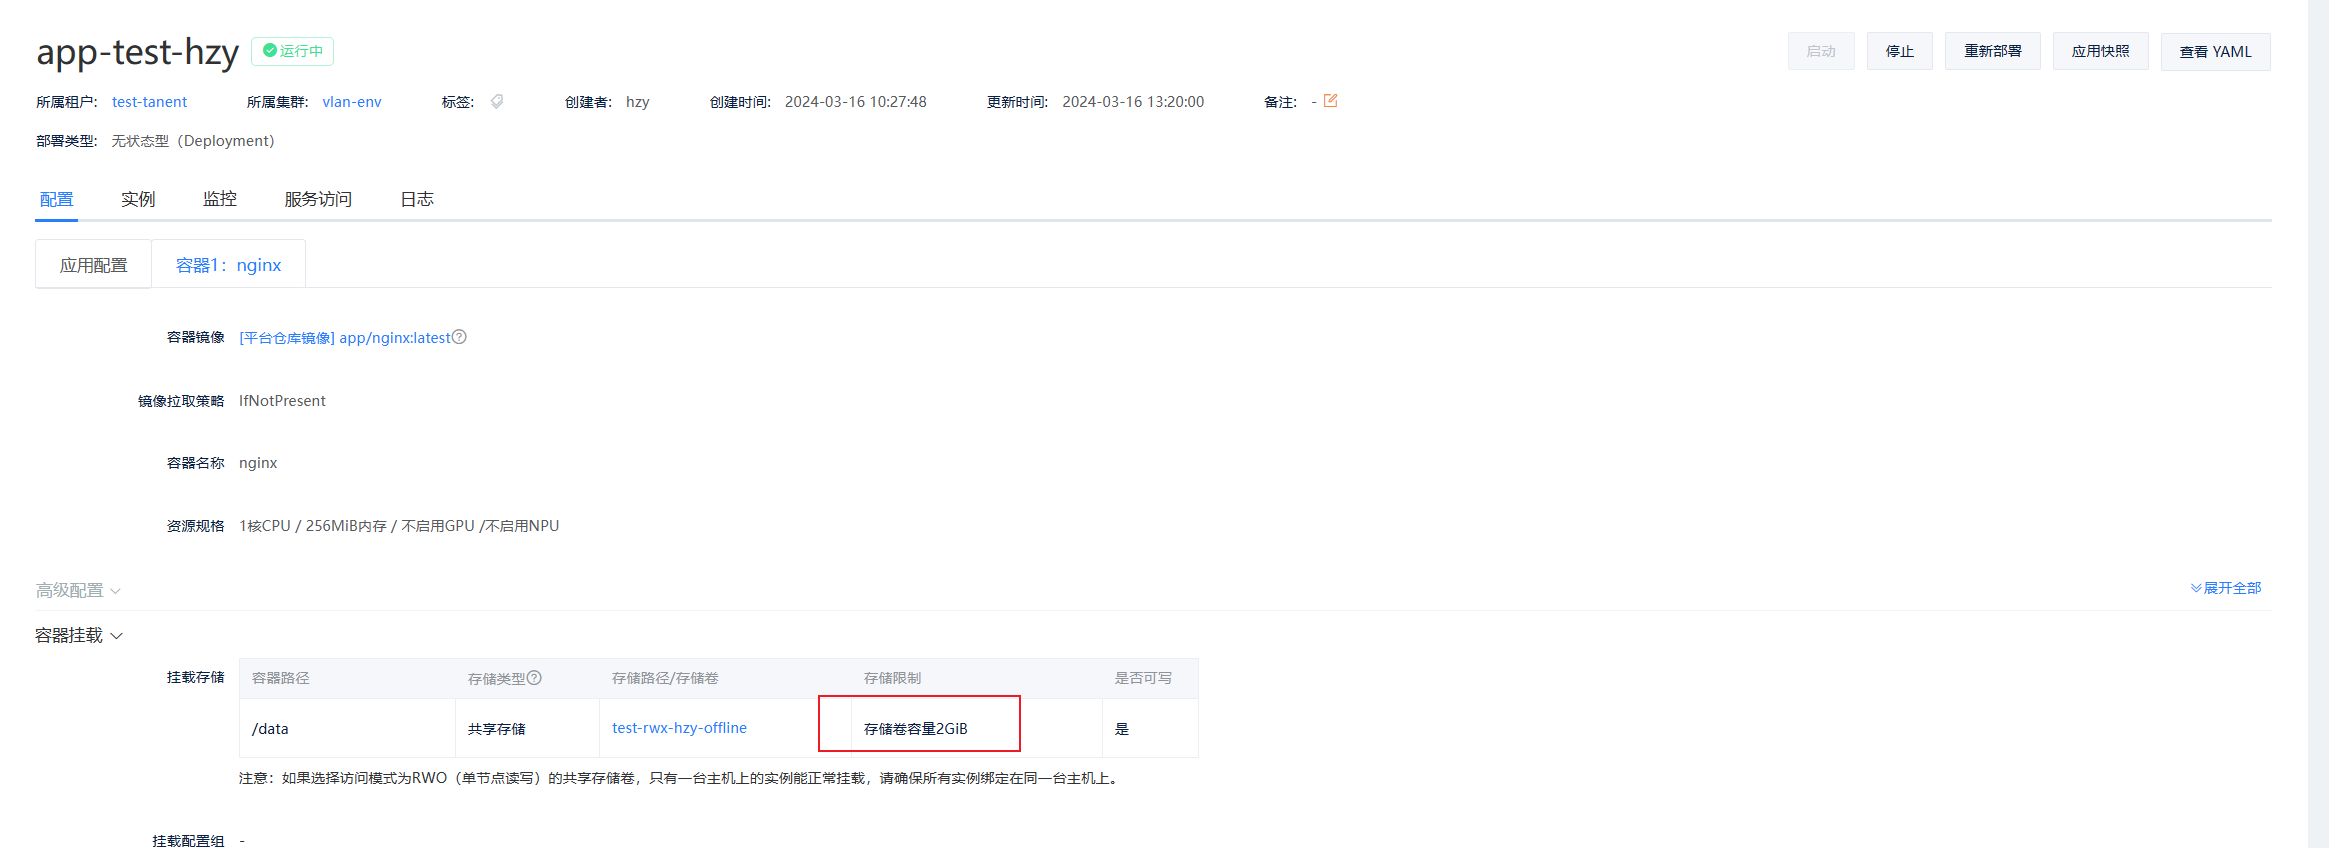 app-test-hzy 运行中 启动 停止 重新部署 应用快照 查看 YAML
所属租户: test-tanent 所属集群: vlan-env 标签: 创建者: hzy 创建时间: 2024-03-16 10:27:48 更新时间: 2024-03-16 13:20:00 备注: -
部署类型: 无状态型（Deployment）
配置 实例 监控 服务访问 日志
应用配置 容器1：nginx
容器镜像 [平台仓库镜像] app/nginx:latest
镜像拉取策略 IfNotPresent
容器名称 nginx
资源规格 1核CPU / 256MiB内存 / 不启用GPU /不启用NPU
高级配置 展开全部
容器挂载
挂载存储 容器路径 存储类型 存储路径/存储卷 存储限制 是否可写
/data 共享存储 test-rwx-hzy-offline 存储卷容量2GiB 是
注意：如果选择访问模式为RWO（单节点读写）的共享存储卷，只有一台主机上的实例能正常挂载，请确保所有实例绑定在同一台主机上。
挂载配置组 -